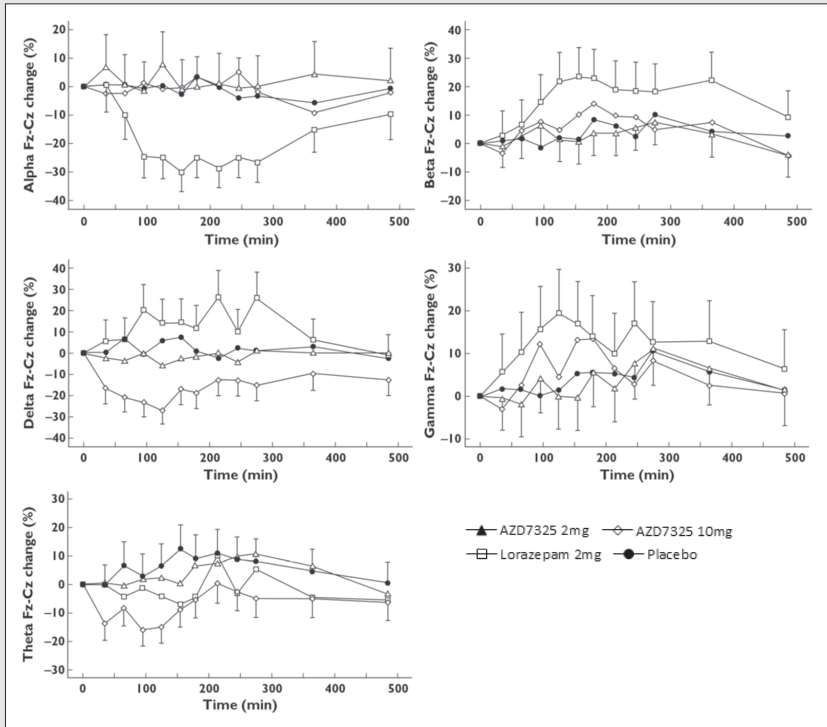 Alpha Fz-Cz change (%)
20
10
0
−10
−20
−30
−40
0 100 200 300 400 500
Time (min)
Beta Fz-Cz change (%)
40
30
20
10
0
−10
−20
0 100 200 300 400 500
Time (min)
Delta Fz-Cz change (%)
40
30
20
10
0
−10
−20
−30
−40
0 100 200 300 400 500
Time (min)
Gamma Fz-Cz change (%)
30
20
10
0
−10
0 100 200 300 400 500
Time (min)
Theta Fz-Cz change (%)
30
20
10
0
−10
−20
−30
0 100 200 300 400 500
Time (min)
AZD7325 2mg AZD7325 10mg
Lorazepam 2mg Placebo